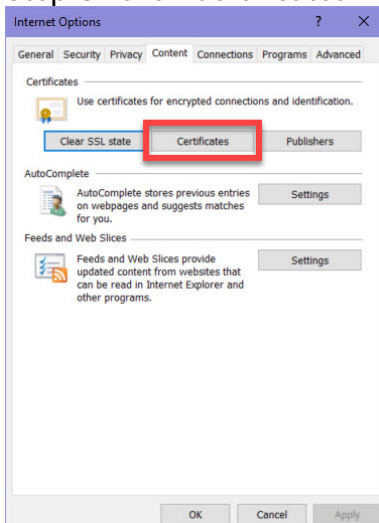 Internet Options ? X
General Security Privacy Content Connections Programs Advanced
Certificates
Use certificates for encrypted connections and identification.
Clear SSL state Certificates Publishers
AutoComplete
AutoComplete stores previous entries
on webpages and suggests matches
for you.
Settings
Feeds and Web Slices
Feeds and Web Slices provide
updated content from websites that
can be read in Internet Explorer and
other programs.
Settings
OK Cancel Apply